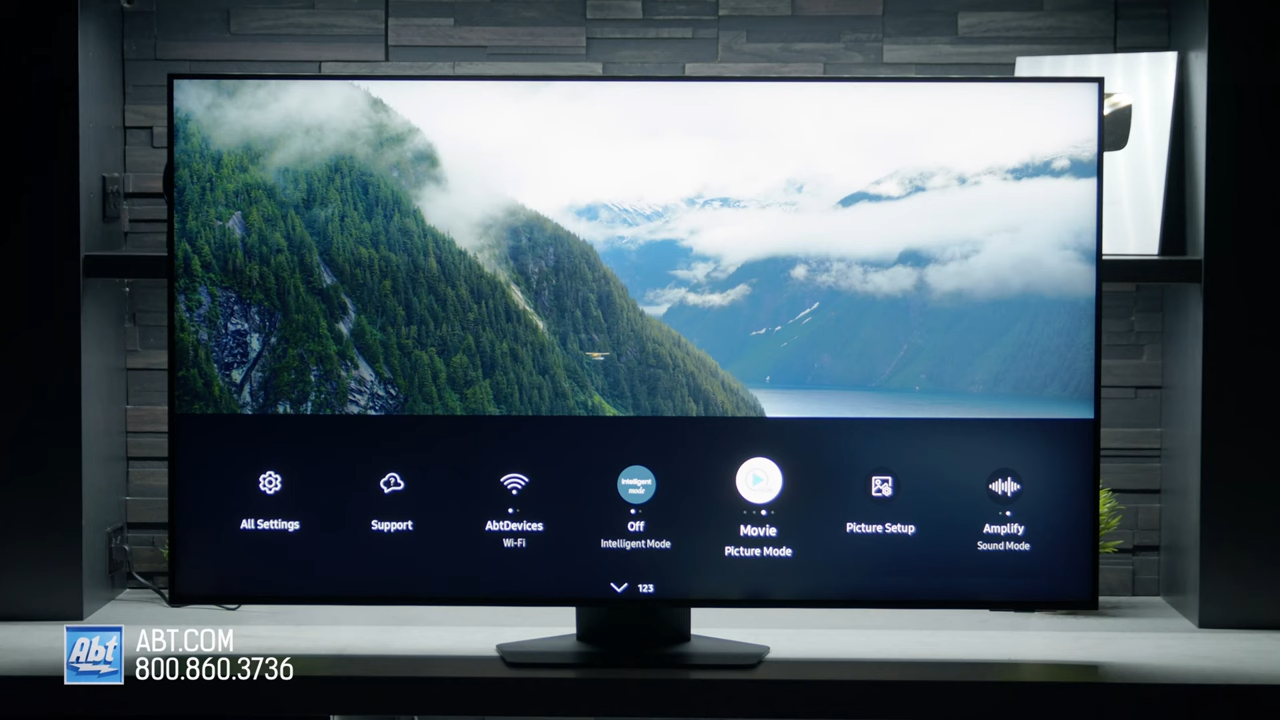 All Settings
Support
AbtDevices
Wi-Fi
Intelligent mode
Off
Intelligent Mode
Movie
Picture Mode
Picture Setup
Amplify
Sound Mode
123
Abt
ABT.COM
800.860.3736